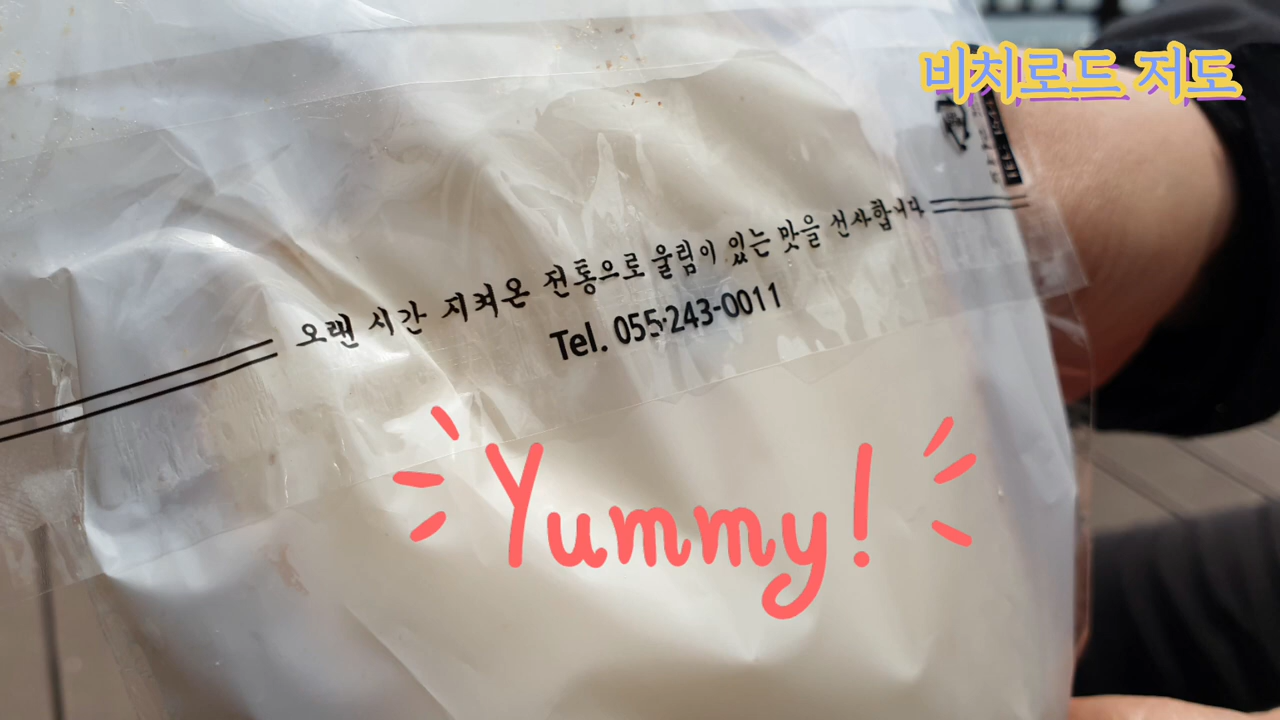 비치로드 저도
오랜 시간 지켜온 전통으로 울림이 있는 맛을 선사합니다
Tel. 055·243-0011
Yummy!